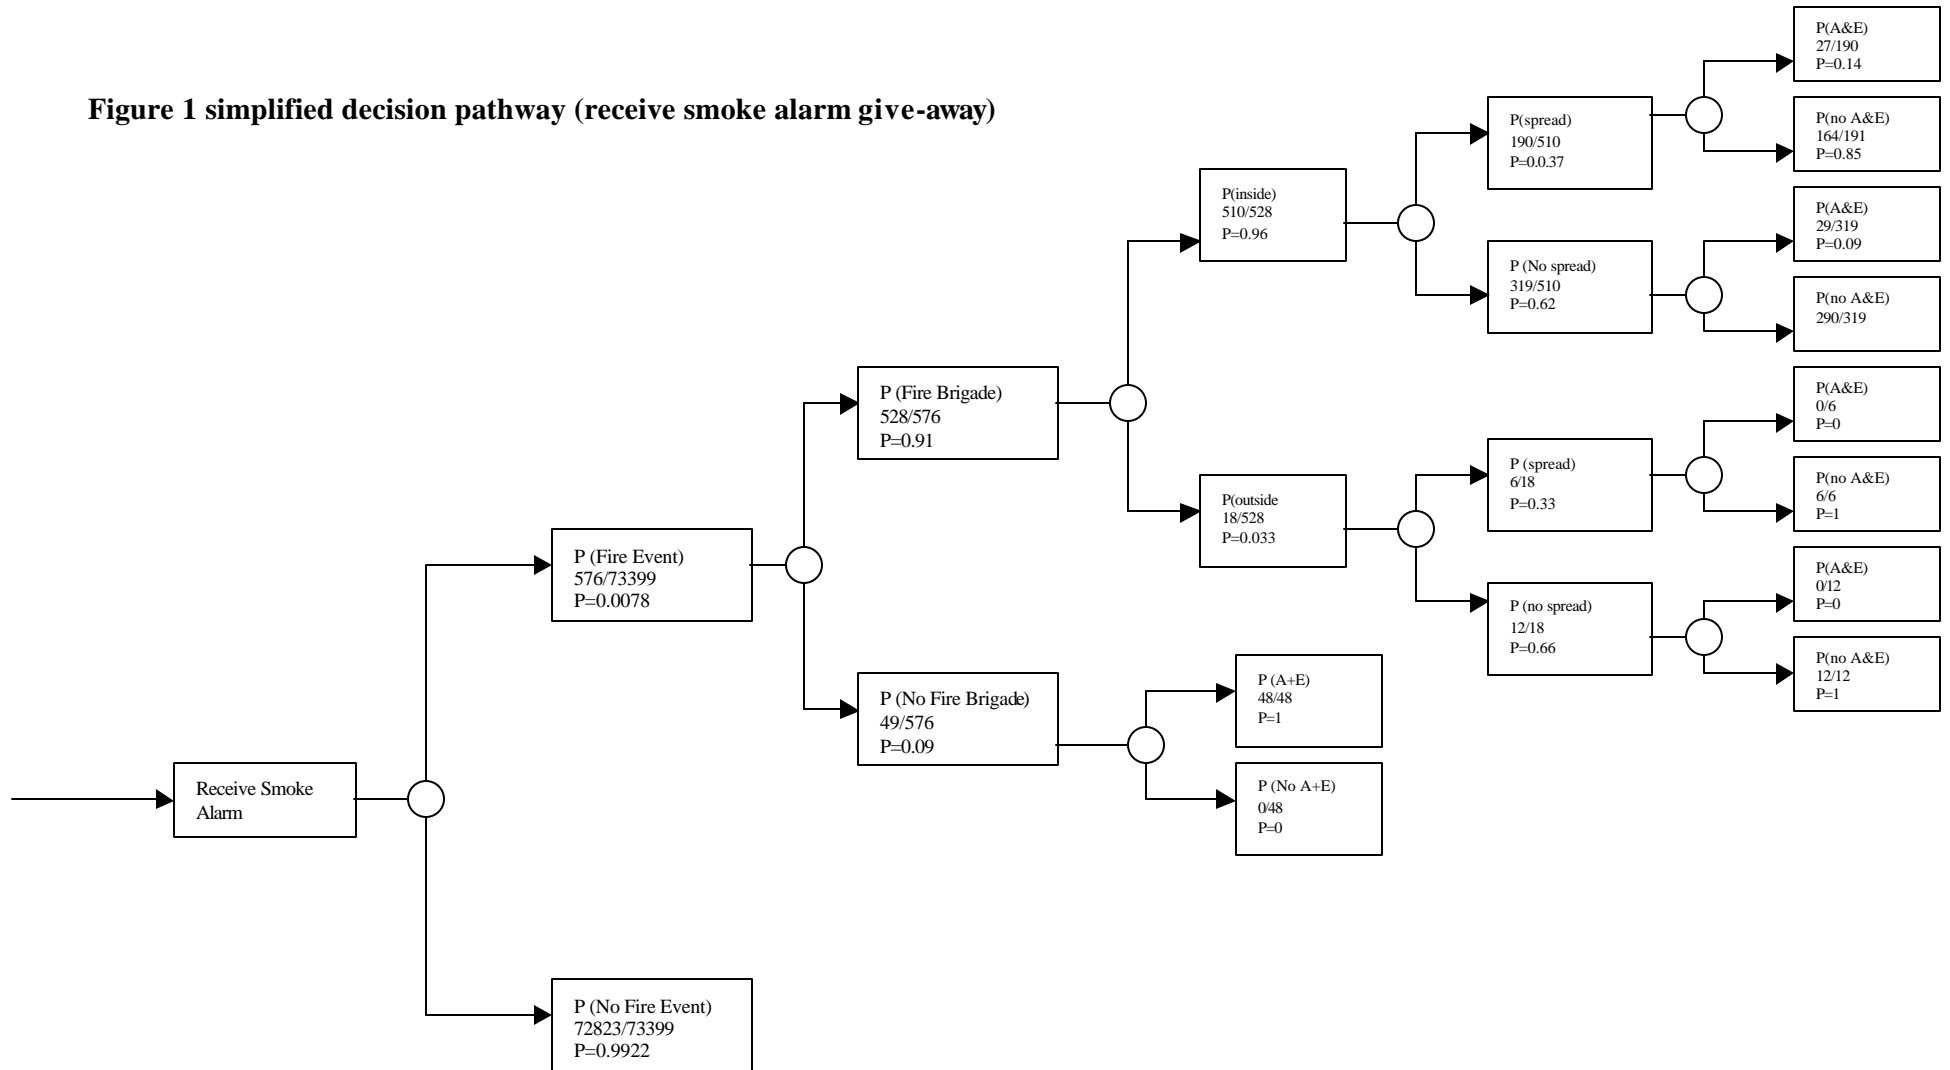 Figure 1 simplified decision pathway (receive smoke alarm give-away)
Receive Smoke
Alarm
P (Fire Event)
576/73399
P=0.0078
P (No Fire Event)
72823/73399
P=0.9922
P (Fire Brigade)
528/576
P=0.91
P (No Fire Brigade)
49/576
P=0.09
P(inside)
510/528
P=0.96
P(outside
18/528
P=0.033
P (A+E)
48/48
P=1
P (No A+E)
0/48
P=0
P(spread)
190/510
P=0.0.37
P (No spread)
319/510
P=0.62
P (spread)
6/18
P=0.33
P (no spread)
12/18
P=0.66
P(A&E)
27/190
P=0.14
P(no A&E)
164/191
P=0.85
P(A&E)
29/319
P=0.09
P(no A&E)
290/319
P(A&E)
0/6
P=0
P(no A&E)
6/6
P=1
P(A&E)
0/12
P=0
P(no A&E)
12/12
P=1